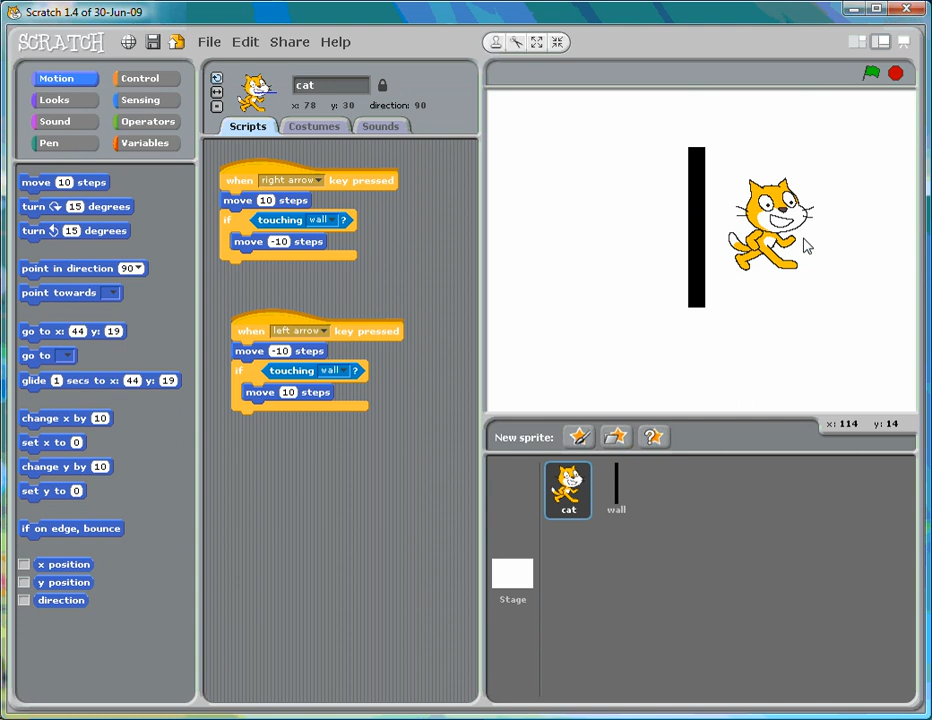 Scratch 1.4 of 30-Jun-09
SCRATCH File Edit Share Help
Motion Control
Looks Sensing
Sound Operators
Pen Variables
move 10 steps
turn 15 degrees
turn 15 degrees
point in direction 90
point towards
go to x: 44 y: 19
go to
glide 1 secs to x: 44 y: 19
change x by 10
set x to 0
change y by 10
set y to 0
if on edge, bounce
x position
y position
direction
cat
x: 78 y: 30 direction: 90
Scripts Costumes Sounds
when right arrow key pressed
move 10 steps
if touching wall ?
move -10 steps
when left arrow key pressed
move -10 steps
if touching wall ?
move 10 steps
x: 114 y: 14
New sprite:
cat
wall
Stage